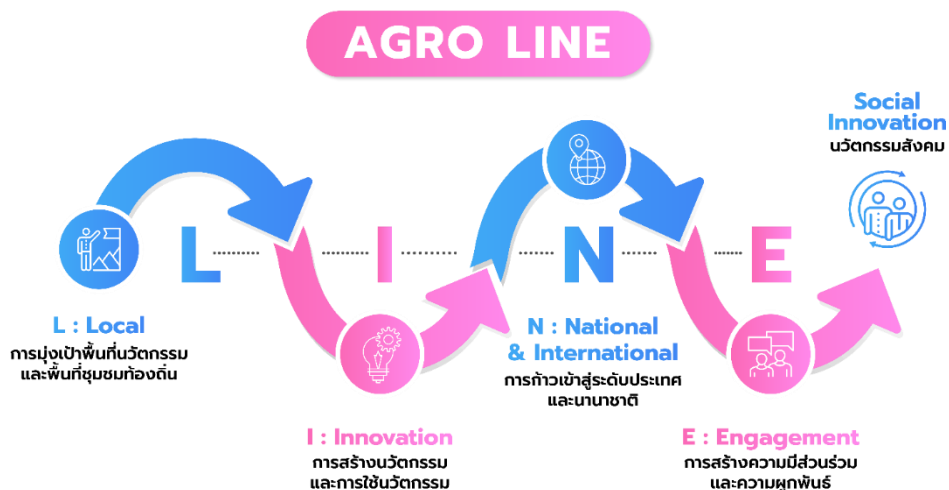 AGRO LINE
Social
Innovation
นวัตกรรมสังคม
L
I
N
E
L : Local
การมุ่งเป้าพื้นที่นวัตกรรม
และพื้นที่ชุมชมท้องถิ่น
I : Innovation
การสร้างนวัตกรรม
และการใช้นวัตกรรม
N : National
& International
การก้าวเข้าสู่ระดับประเทศ
และนานาชาติ
E : Engagement
การสร้างความมีส่วนร่วม
และความผูกพันธ์